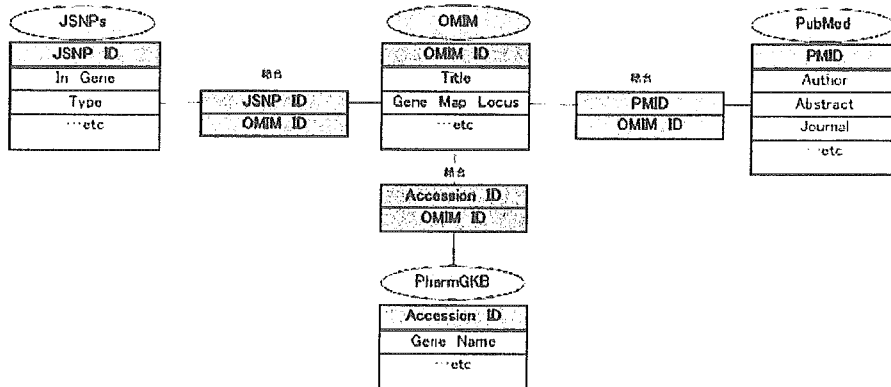 JSNPs
JSNP ID
In Gene
Type
…etc
結合
JSNP ID
OMIM ID
OMIM
OMIM ID
Title
Gene Map Locus
…etc
結合
PMID
OMIM ID
PubMed
PMID
Author
Abstract
Journal
…etc
結合
Accession ID
OMIM ID
PharmGKB
Accession ID
Gene Name
…etc